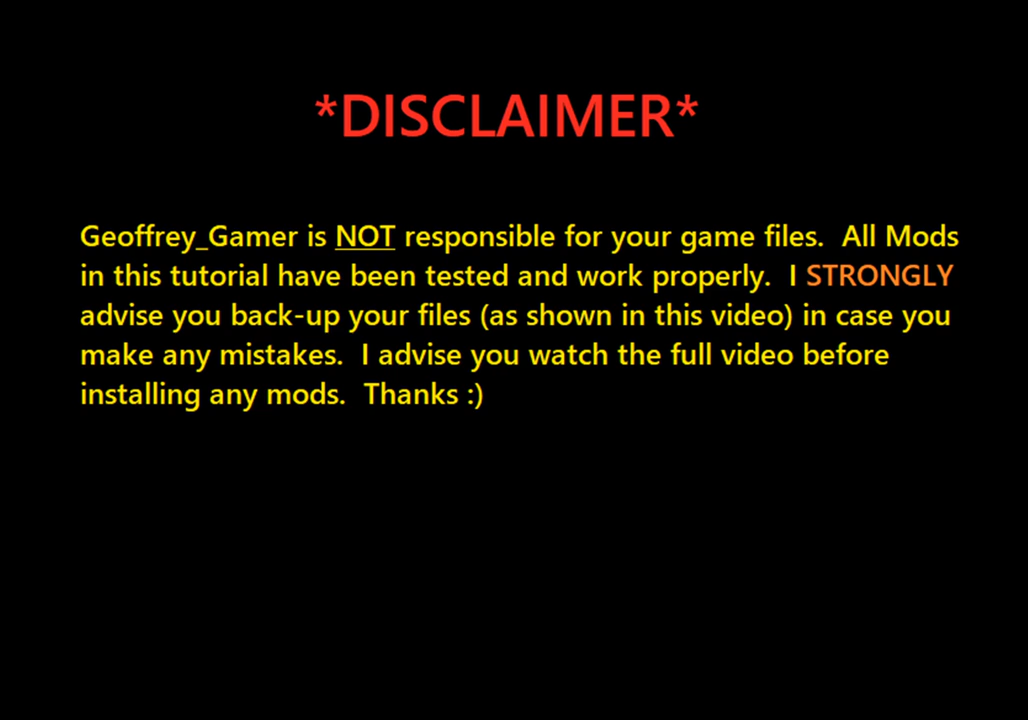 *DISCLAIMER*
Geoffrey_Gamer is NOT responsible for your game files.  All Mods
in this tutorial have been tested and work properly.  I STRONGLY
advise you back-up your files (as shown in this video) in case you
make any mistakes.  I advise you watch the full video before
installing any mods.  Thanks :)